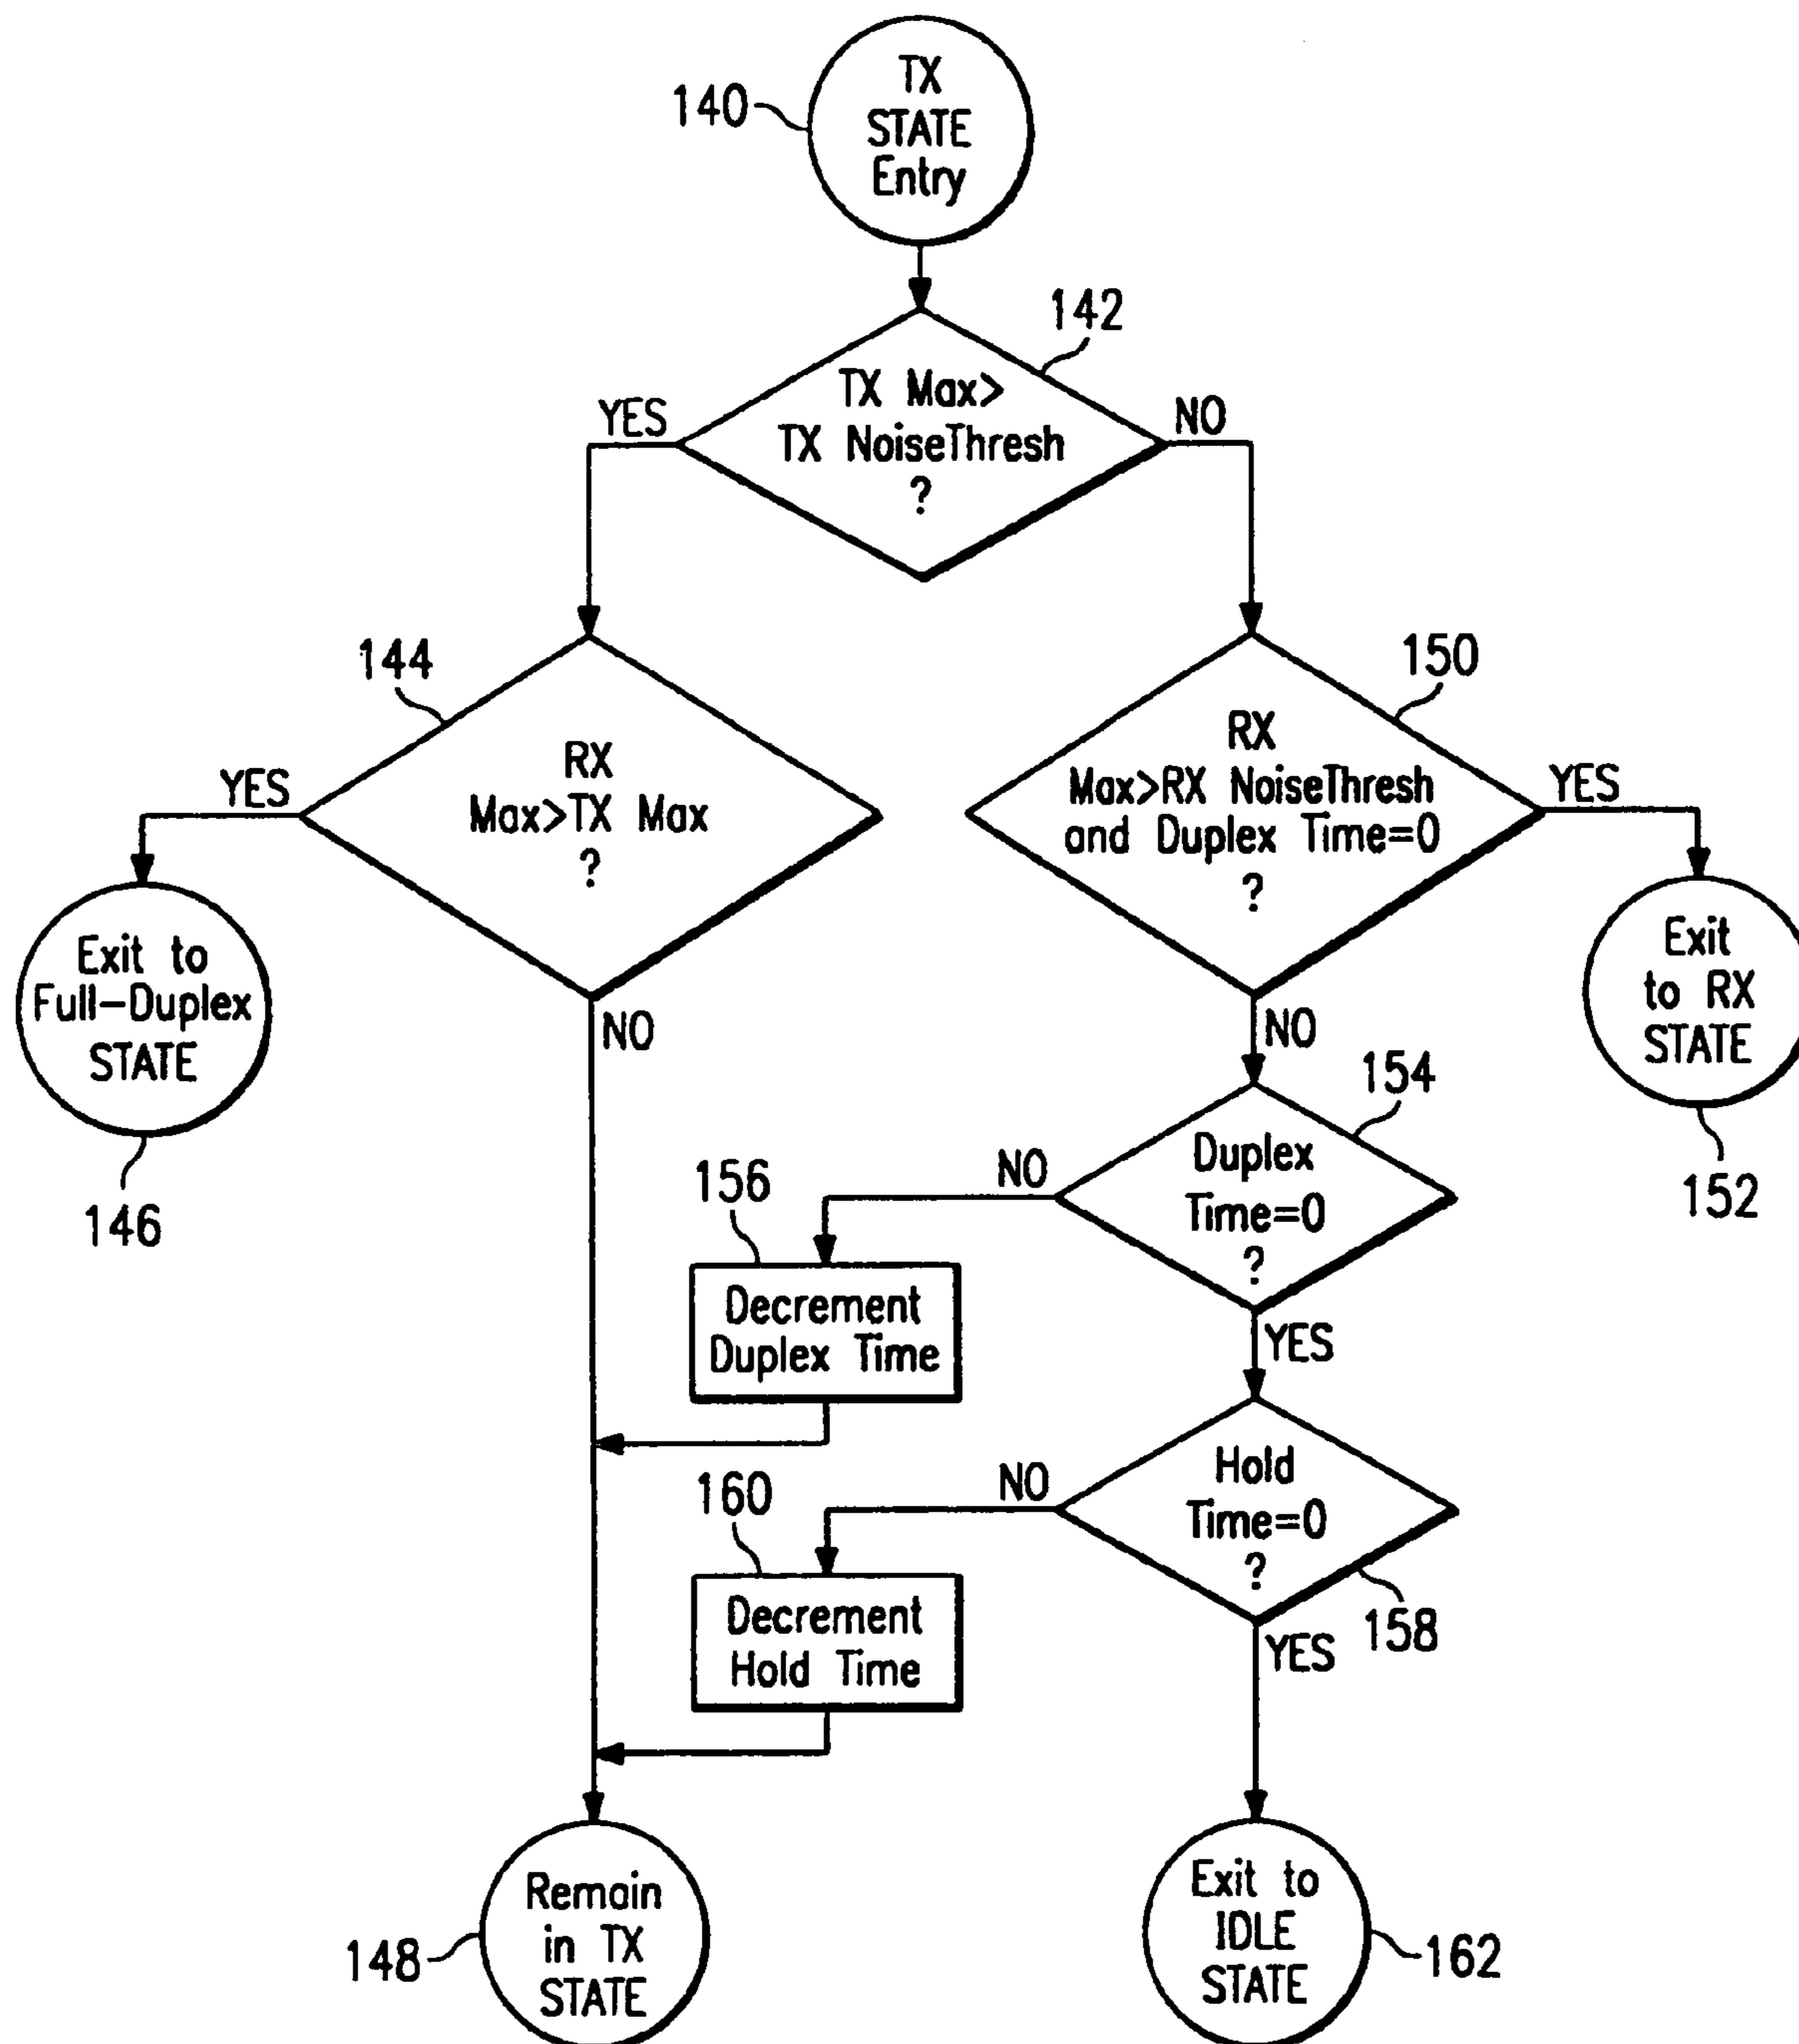 TX
STATE
Entry
140
142
TX Max>
TX NoiseThresh
?
YES
NO
144
RX
Max>TX Max
?
YES
NO
150
RX
Max>RX NoiseThresh
and Duplex Time=0
?
YES
NO
Exit to
Full-Duplex
STATE
146
Exit
to RX
STATE
152
154
Duplex
Time=0
?
NO
YES
156
Decrement
Duplex Time
Hold
Time=0
?
158
NO
YES
160
Decrement
Hold Time
Remain
in TX
STATE
148
Exit to
IDLE
STATE
162